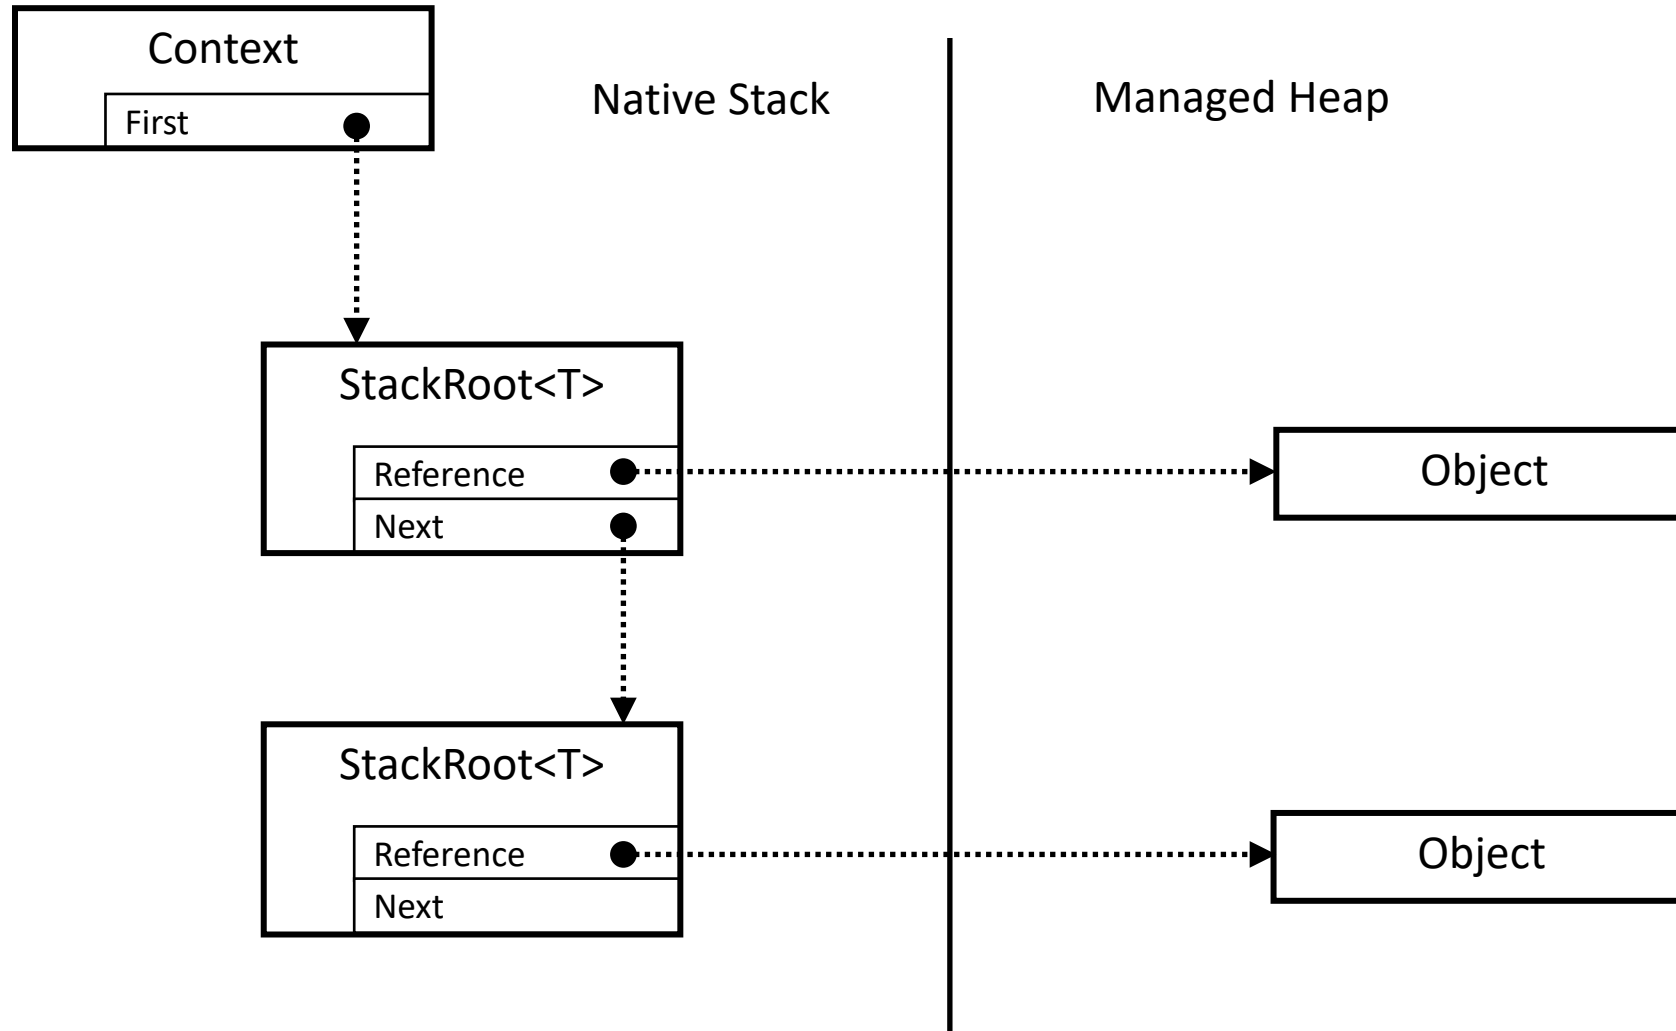 Context
First
Native Stack
Managed Heap
StackRoot<T>
Reference
Next
Object
StackRoot<T>
Reference
Next
Object